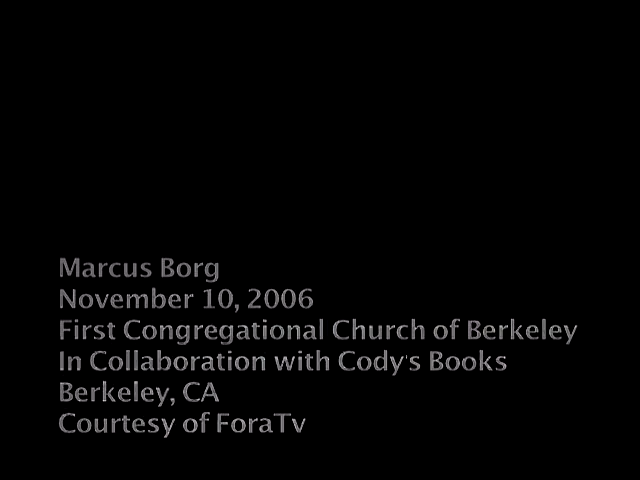 Marcus Borg
November 10, 2006
First Congregational Church of Berkeley
In Collaboration with Cody's Books
Berkeley, CA
Courtesy of ForaTv